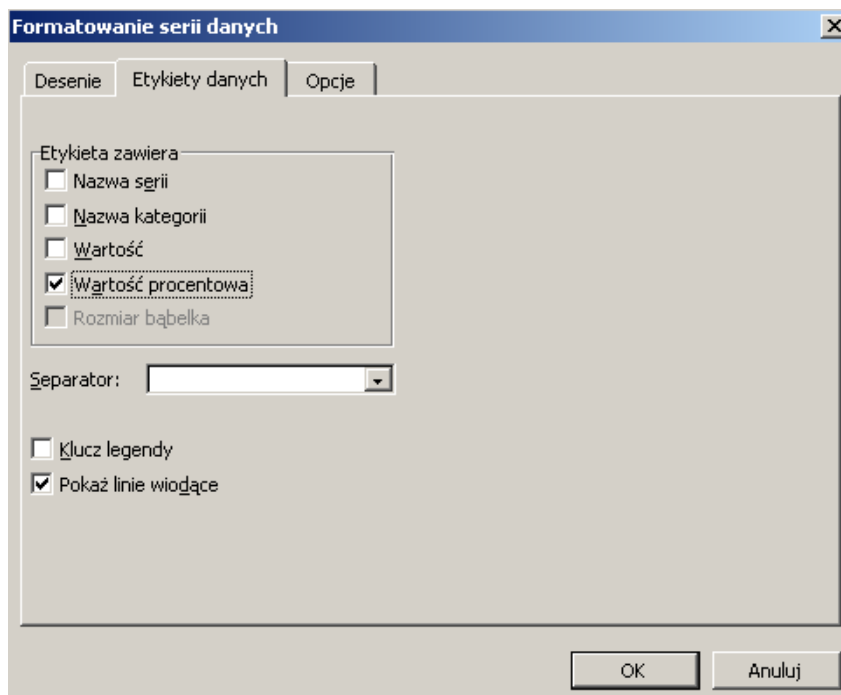 Formatowanie serii danych
Desenie Etykiety danych Opcje
Etykieta zawiera
Nazwa serii
Nazwa kategorii
Wartość
Wartość procentowa
Rozmiar bąbelka
Separator:
Klucz legendy
Pokaż linie wiodące
OK Anuluj